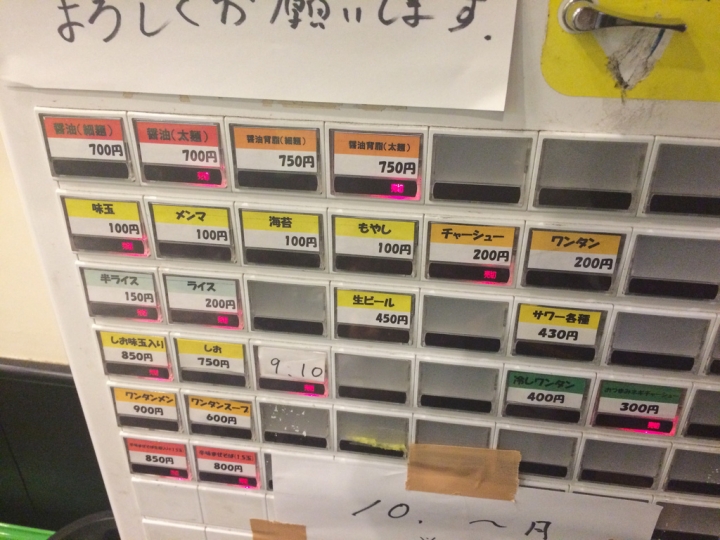 よろしくお願いします.
醤油(細麺) 醤油(太麺) 醤油背脂(細麺) 醤油背脂(太麺)
700円 700円 750円 750円
味玉 メンマ 海苔 もやし チャーシュー ワンタン
100円 100円 100円 100円 200円 200円
半ライス ライス 生ビール サワー各種
150円 200円 450円 430円
しお味玉入り しお 9.10 冷しワンタン
850円 750円 400円 300円
ワンタンメン ワンタンスープ
900円 600円
850円 800円
10. 〜月